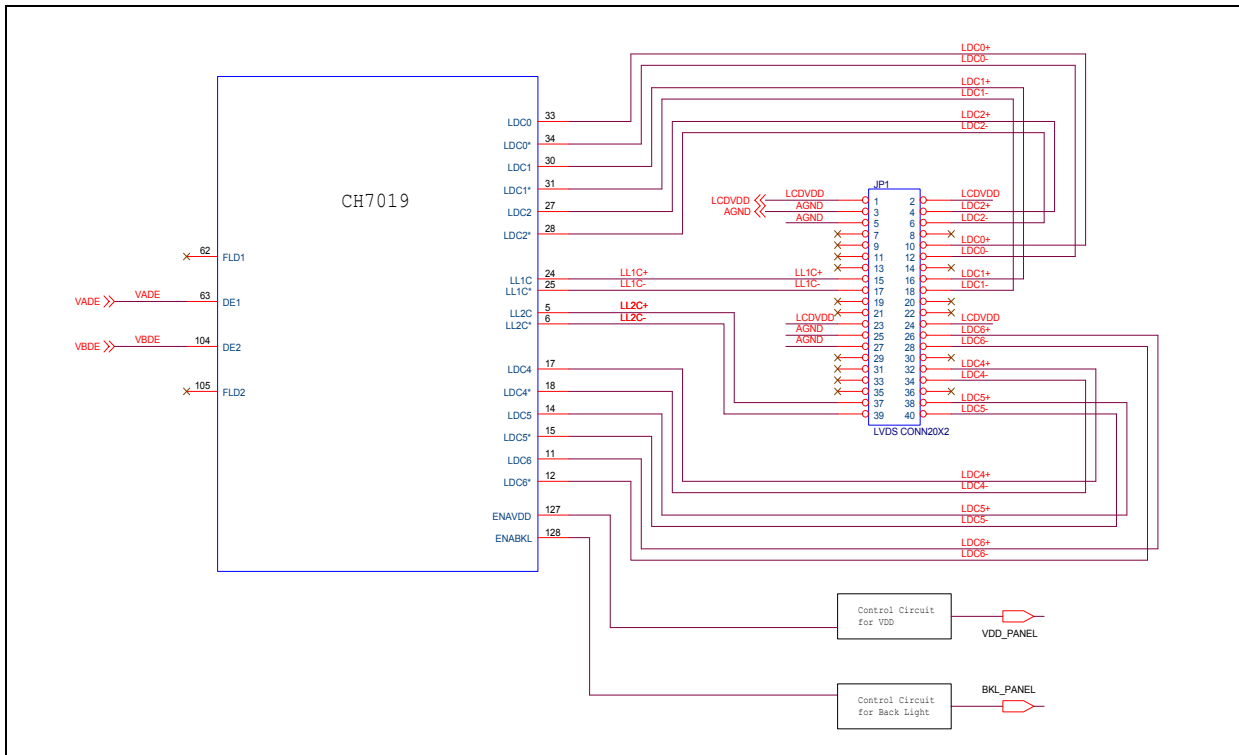 LDC0+
LDC0-
LDC1+
LDC1-
LDC2+
LDC2-
CH7019
LDC0 33
LDC0* 34
LDC1 30
LDC1* 31
LDC2 27
LDC2* 28
LL1C 24 LL1C+ LL1C+
LL1C* 25 LL1C- LL1C-
LL2C 5 LL2C+
LL2C* 6 LL2C-
LDC4 17
LDC4* 18
LDC5 14
LDC5* 15
LDC6 11
LDC6* 12
ENAVDD 127
ENABKL 128
62 FLD1
VADE VADE 63 DE1
VBDE VBDE 104 DE2
105 FLD2
JP1
LCDVDD LCDVDD 1 2 LCDVDD
AGND AGND 3 4 LDC2+
AGND 5 6 LDC2-
7 8
9 10 LDC0+
11 12 LDC0-
13 14
15 16 LDC1+
17 18 LDC1-
19 20
21 22
LCDVDD 23 24 LCDVDD
AGND 25 26 LDC6+
AGND 27 28 LDC6-
29 30
31 32 LDC4+
33 34 LDC4-
35 36
37 38 LDC5+
39 40 LDC5-
LVDS CONN20X2
LDC4+
LDC4-
LDC5+
LDC5-
LDC6+
LDC6-
Control Circuit
for VDD
VDD_PANEL
Control Circuit
for Back Light
BKL_PANEL